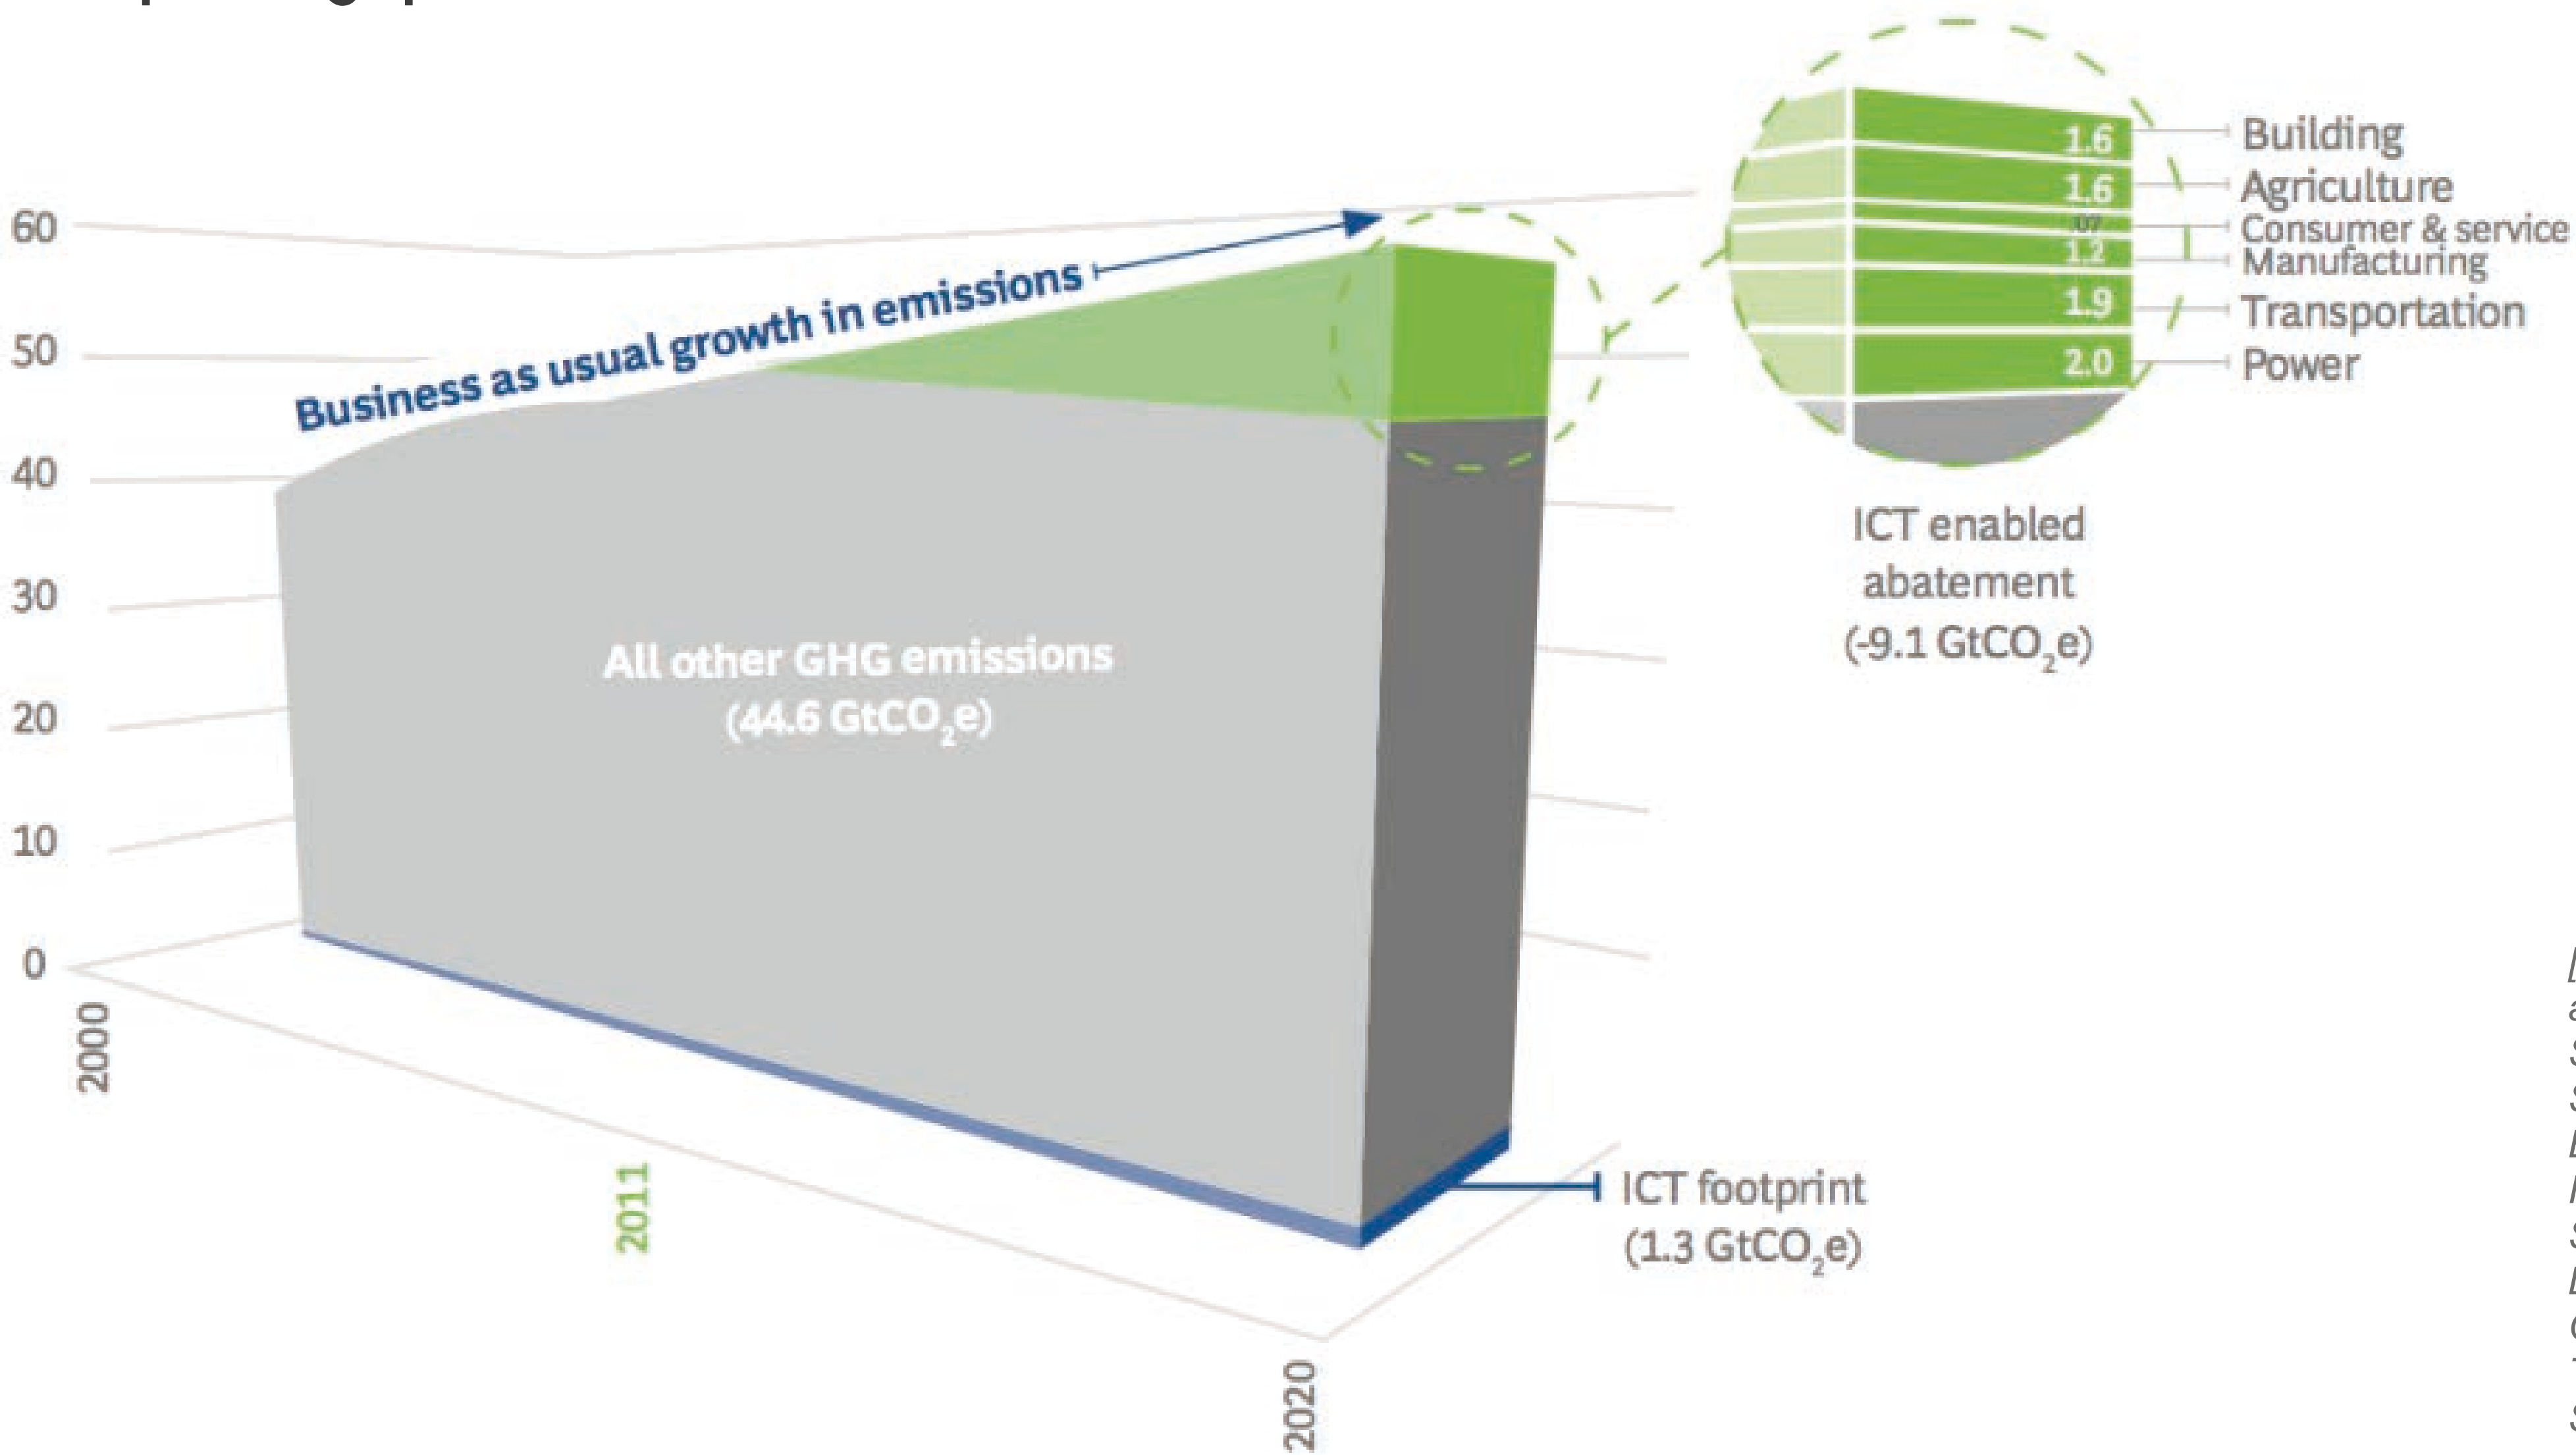 60
50
40
30
20
10
0
2000
2011
2020
Business as usual growth in emissions
All other GHG emissions
(44.6 GtCO₂e)
1.6
1.6
.07
1.2
1.9
2.0
Building
Agriculture
Consumer & service
Manufacturing
Transportation
Power
ICT enabled
abatement
(-9.1 GtCO₂e)
ICT footprint
(1.3 GtCO₂e)